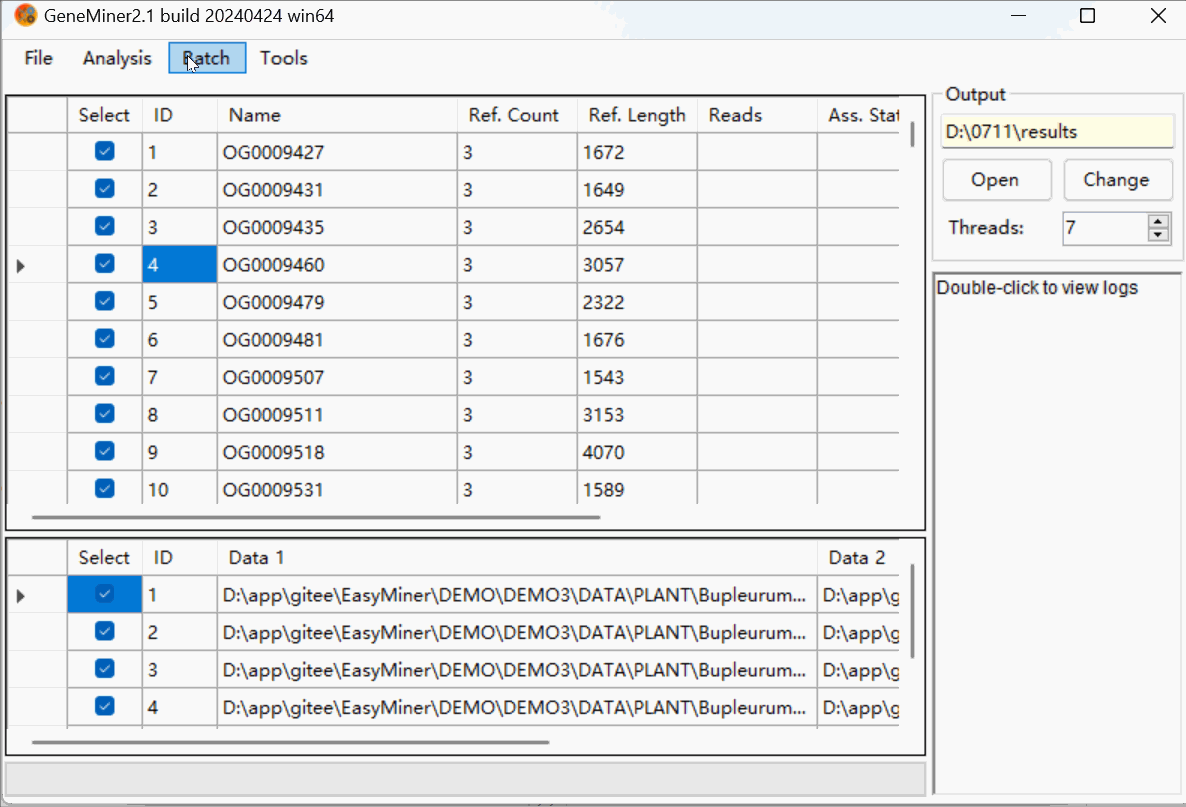 GeneMiner2.1 build 20240424 win64
File Analysis Batch Tools
Select ID Name Ref. Count Ref. Length Reads Ass. Stat
1 OG0009427 3 1672
2 OG0009431 3 1649
3 OG0009435 3 2654
4 OG0009460 3 3057
5 OG0009479 3 2322
6 OG0009481 3 1676
7 OG0009507 3 1543
8 OG0009511 3 3153
9 OG0009518 3 4070
10 OG0009531 3 1589
Select ID Data 1 Data 2
1 D:\app\gitee\EasyMiner\DEMO\DEMO3\DATA\PLANT\Bupleurum... D:\app\g
2 D:\app\gitee\EasyMiner\DEMO\DEMO3\DATA\PLANT\Bupleurum... D:\app\g
3 D:\app\gitee\EasyMiner\DEMO\DEMO3\DATA\PLANT\Bupleurum... D:\app\g
4 D:\app\gitee\EasyMiner\DEMO\DEMO3\DATA\PLANT\Bupleurum... D:\app\g
Output
D:\0711\results
Open Change
Threads: 7
Double-click to view logs